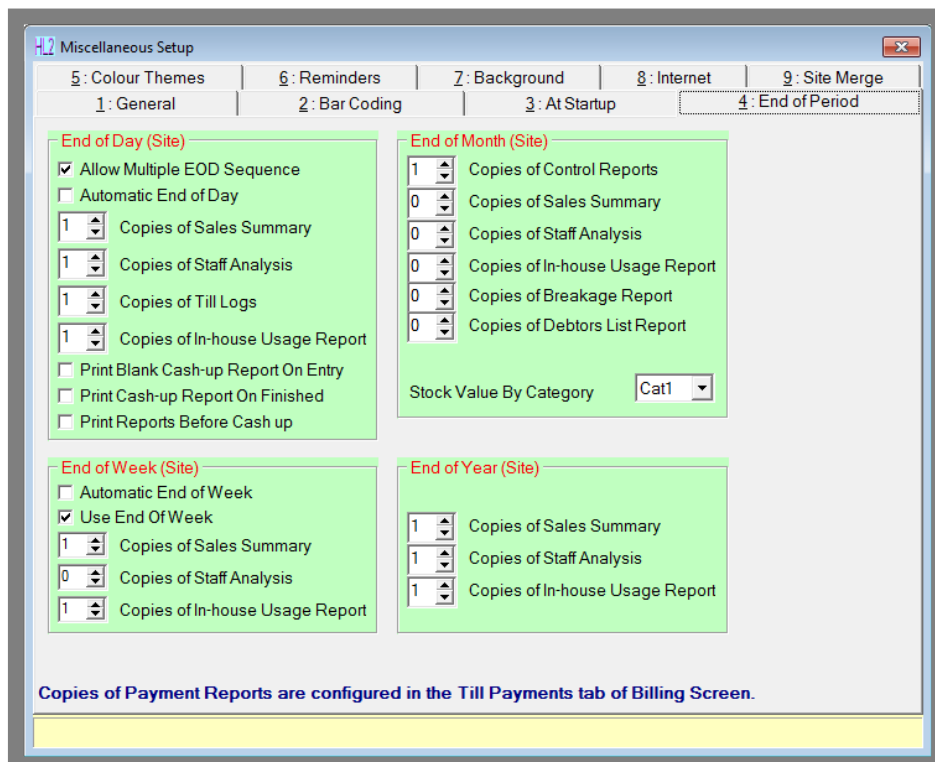 HL2 Miscellaneous Setup
5 : Colour Themes 6 : Reminders 7 : Background 8 : Internet 9 : Site Merge
1 : General 2 : Bar Coding 3 : At Startup 4 : End of Period
End of Day (Site)
Allow Multiple EOD Sequence
Automatic End of Day
1 Copies of Sales Summary
1 Copies of Staff Analysis
1 Copies of Till Logs
1 Copies of In-house Usage Report
Print Blank Cash-up Report On Entry
Print Cash-up Report On Finished
Print Reports Before Cash up
End of Month (Site)
1 Copies of Control Reports
0 Copies of Sales Summary
0 Copies of Staff Analysis
0 Copies of In-house Usage Report
0 Copies of Breakage Report
0 Copies of Debtors List Report
Stock Value By Category Cat1
End of Week (Site)
Automatic End of Week
Use End Of Week
1 Copies of Sales Summary
0 Copies of Staff Analysis
1 Copies of In-house Usage Report
End of Year (Site)
1 Copies of Sales Summary
1 Copies of Staff Analysis
1 Copies of In-house Usage Report
Copies of Payment Reports are configured in the Till Payments tab of Billing Screen.